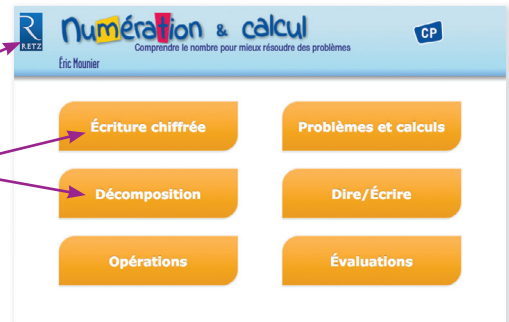 R
RETZ
Numération & calcul
CP
Comprendre le nombre pour mieux résoudre des problèmes
Éric Mounier
Écriture chiffrée
Problèmes et calculs
Décomposition
Dire/Écrire
Opérations
Évaluations